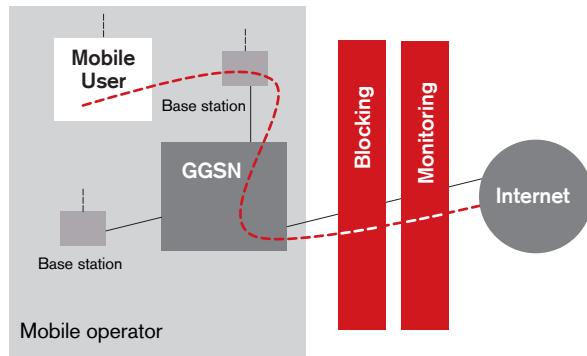 Mobile
User
Base station
GGSN
Blocking
Monitoring
Internet
Base station
Mobile operator